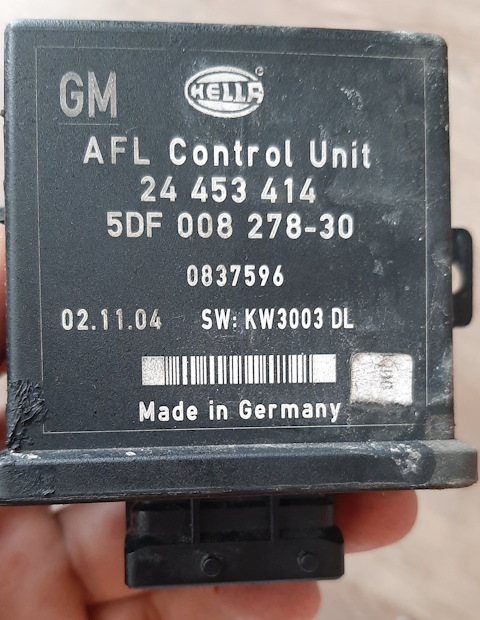 GM HELLA
AFL Control Unit
24 453 414
5DF 008 278-30
0837596
02.11.04 SW: KW3003 DL
Made in Germany